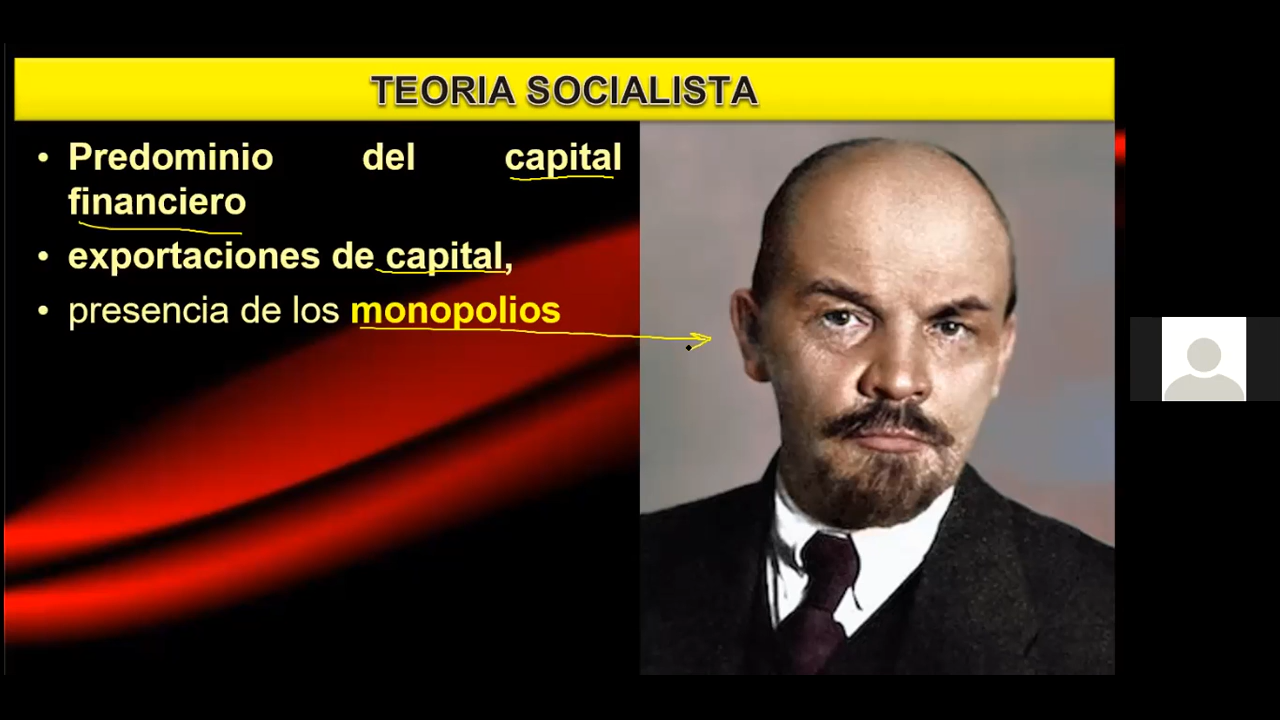 TEORIA SOCIALISTA
• Predominio del capital
financiero
• exportaciones de capital,
• presencia de los monopolios